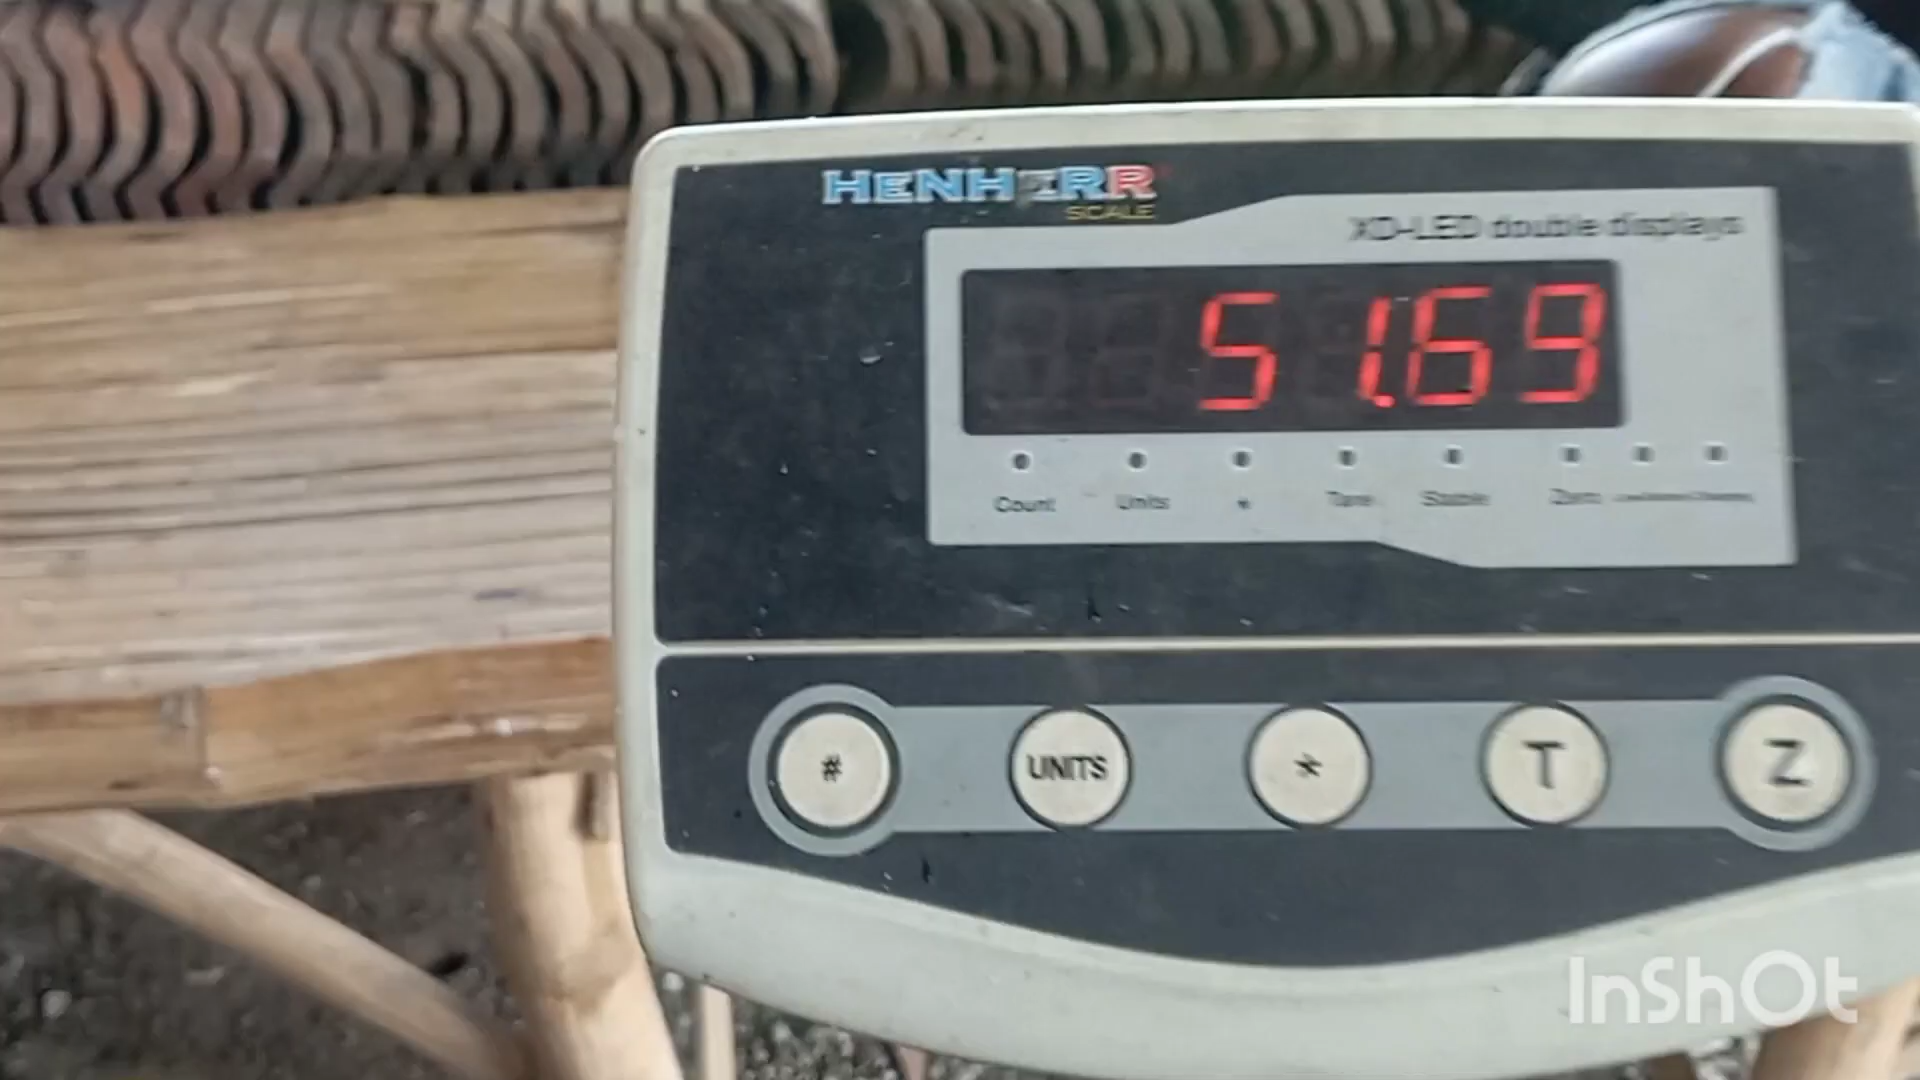 HENHERR
SCALE
XD-LED double displays
51.69
Count Units * Tare Stable Zero
# UNITS * T Z
InShOt